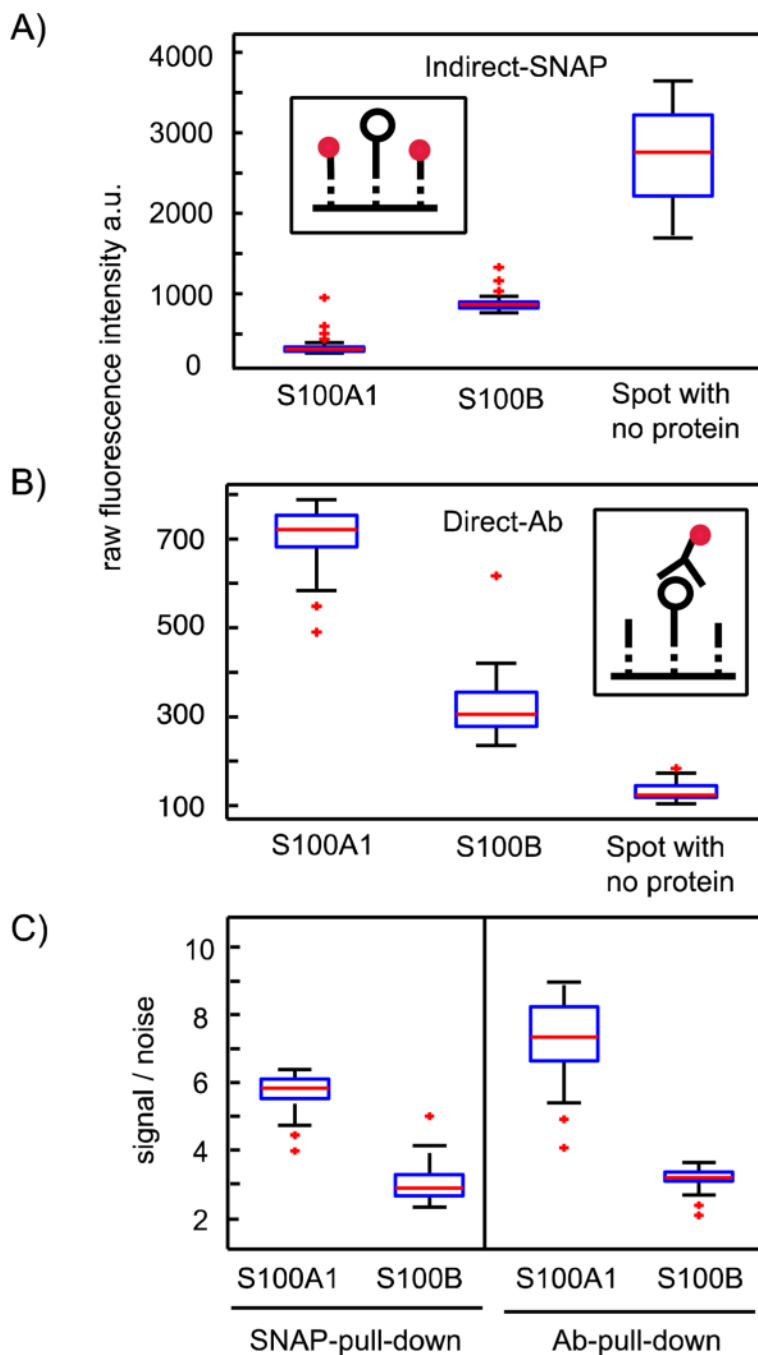 A)
Indirect-SNAP
4000
3000
2000
1000
0
S100A1
S100B
Spot with
no protein
raw fluorescence intensity a.u.
B)
Direct-Ab
700
500
300
100
S100A1
S100B
Spot with
no protein
C)
10
8
6
4
2
signal / noise
S100A1
S100B
S100A1
S100B
SNAP-pull-down
Ab-pull-down